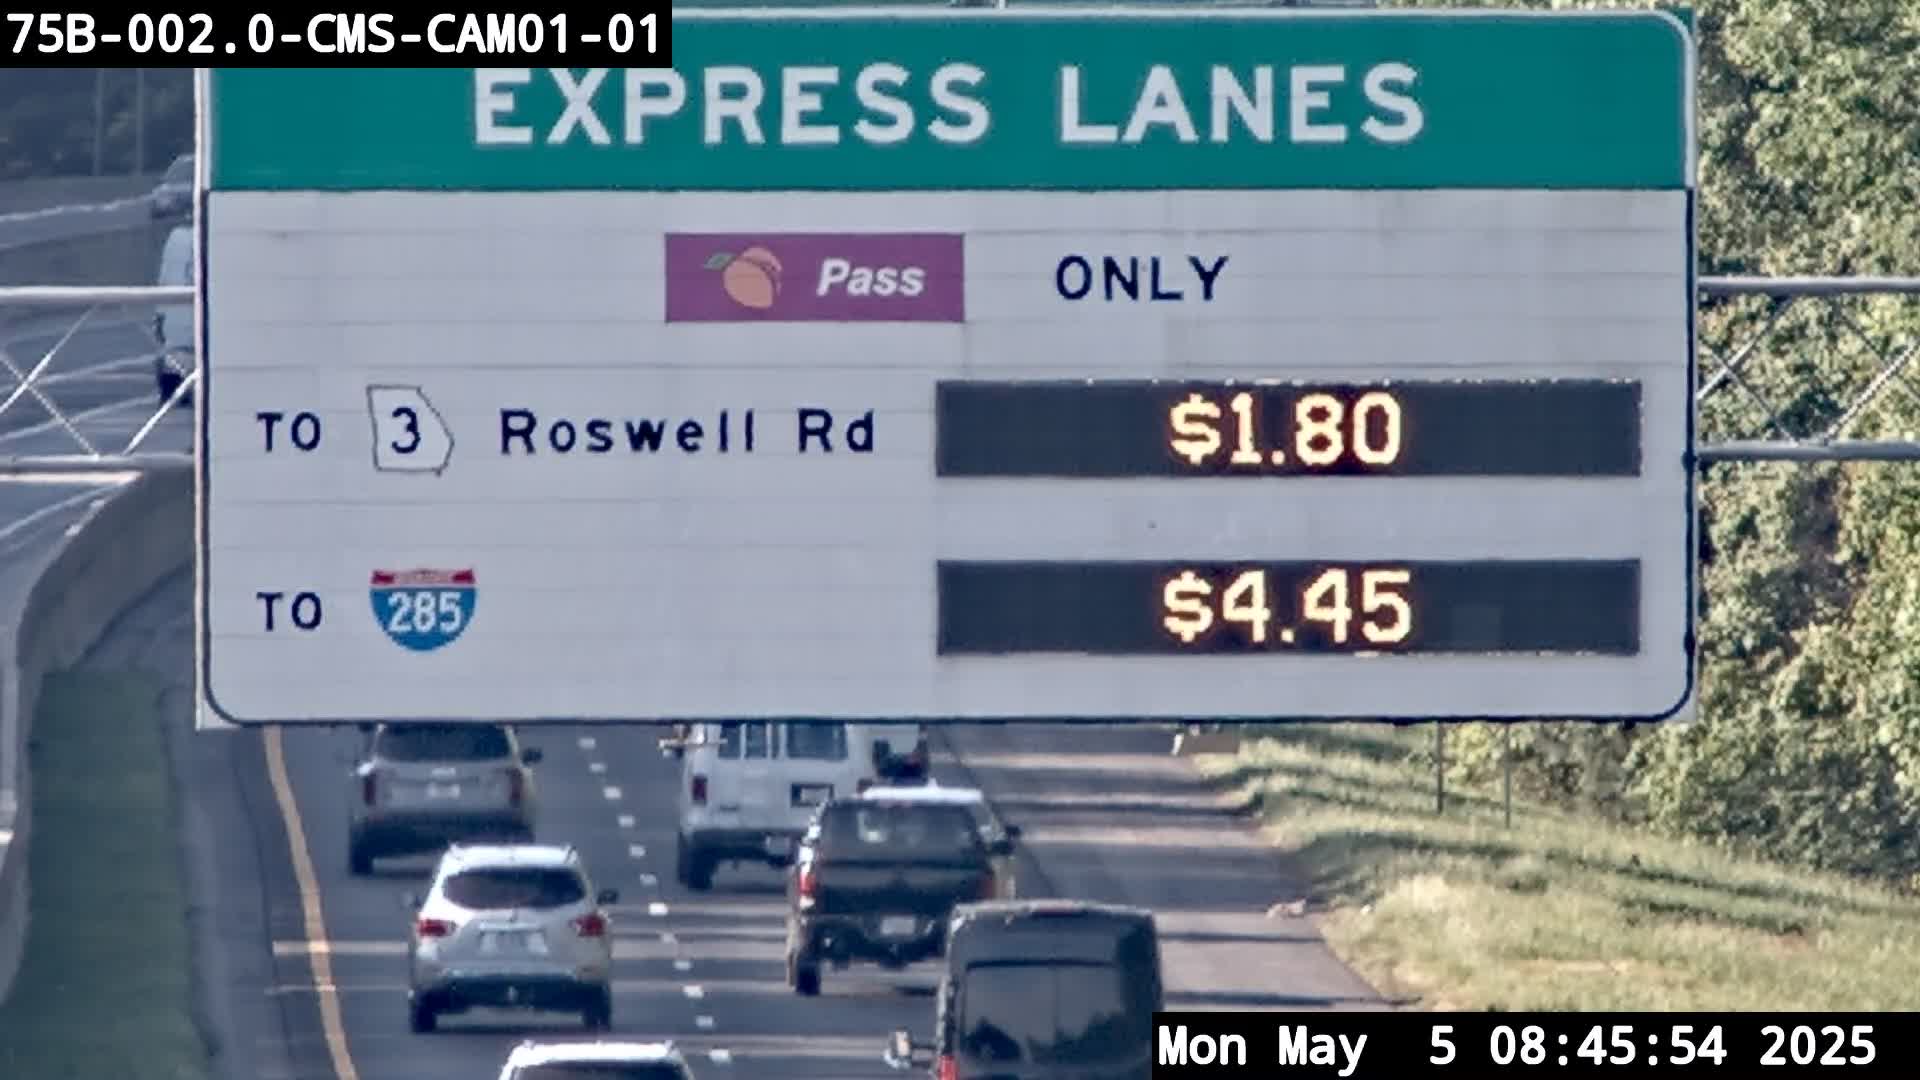 75B-002.0-CMS-CAM01-01
EXPRESS LANES
Pass ONLY
TO 3 Roswell Rd $1.80
TO 285 $4.45
Mon May 5 08:45:54 2025